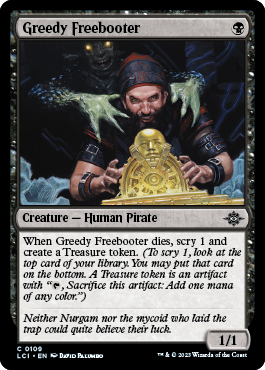 Greedy Freebooter
Creature — Human Pirate
When Greedy Freebooter dies, scry 1 and
create a Treasure token. (To scry 1, look at the
top card of your library. You may put that card
on the bottom. A Treasure token is an artifact
with “, Sacrifice this artifact: Add one mana
of any color.”)
Neither Nurgam nor the mycoid who laid the
trap could quite believe their luck.
1/1
C 0109
LCI • EN David Palumbo
™ & © 2023 Wizards of the Coast